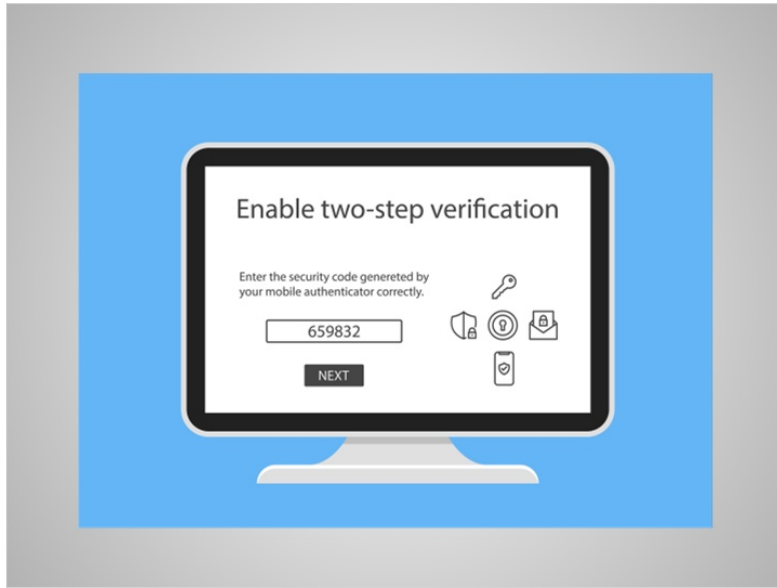 Enable two-step verification
Enter the security code genereted by
your mobile authenticator correctly.
659832
NEXT